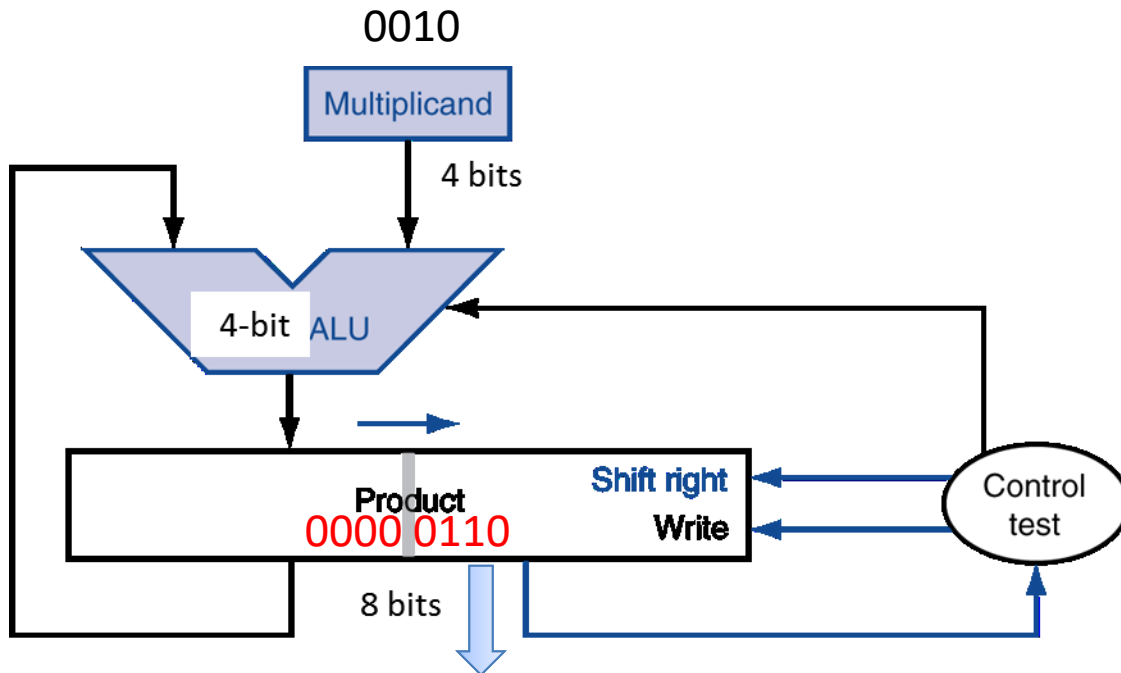 0010
Multiplicand
4 bits
4-bit ALU
Shift right
Product
Write
0000 0110
8 bits
Control
test